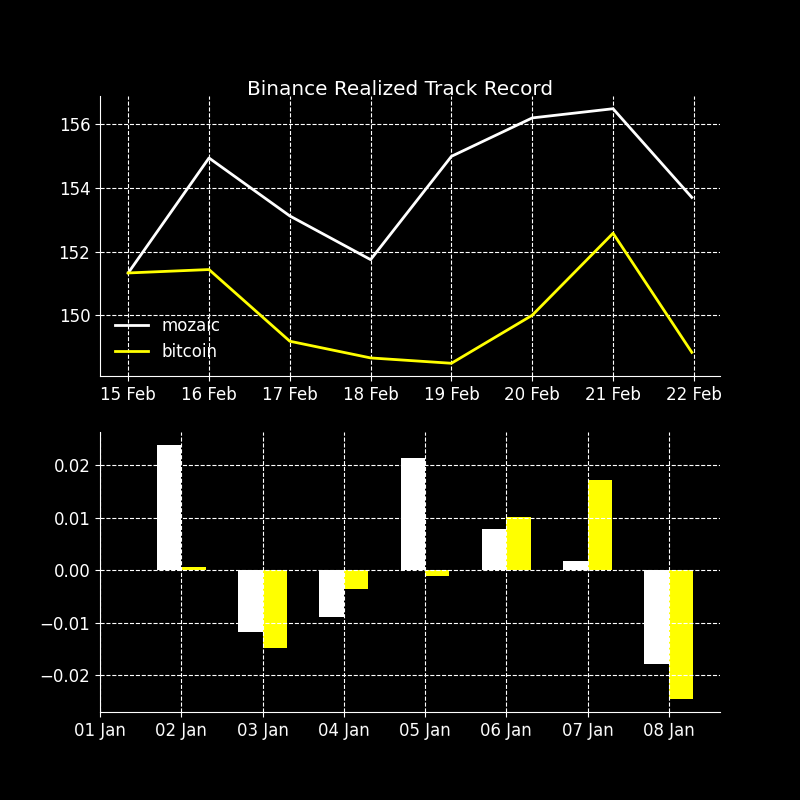 Binance Realized Track Record
156
154
152
150
mozaic
bitcoin
15 Feb 16 Feb 17 Feb 18 Feb 19 Feb 20 Feb 21 Feb 22 Feb
0.02
0.01
0.00
−0.01
−0.02
01 Jan 02 Jan 03 Jan 04 Jan 05 Jan 06 Jan 07 Jan 08 Jan